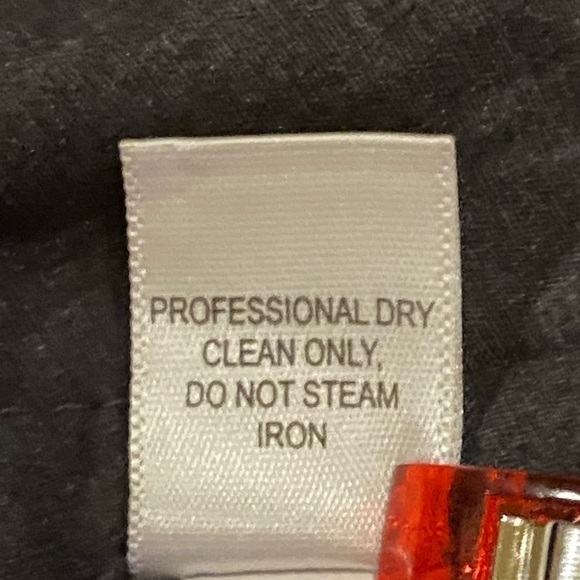 PROFESSIONAL DRY
CLEAN ONLY,
DO NOT STEAM
IRON